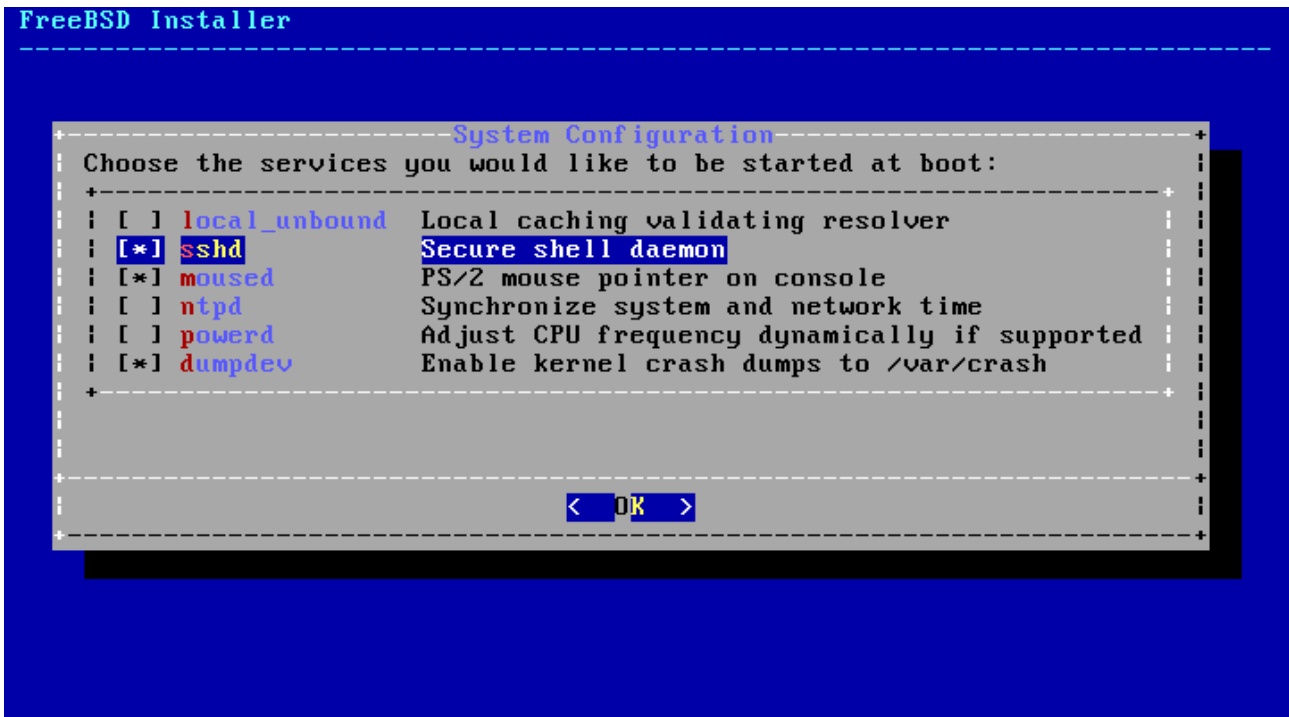 FreeBSD Installer
System Configuration
Choose the services you would like to be started at boot:
[ ] local_unbound Local caching validating resolver
[*] sshd Secure shell daemon
[*] moused PS/2 mouse pointer on console
[ ] ntpd Synchronize system and network time
[ ] powerd Adjust CPU frequency dynamically if supported
[*] dumpdev Enable kernel crash dumps to /var/crash
< OK >